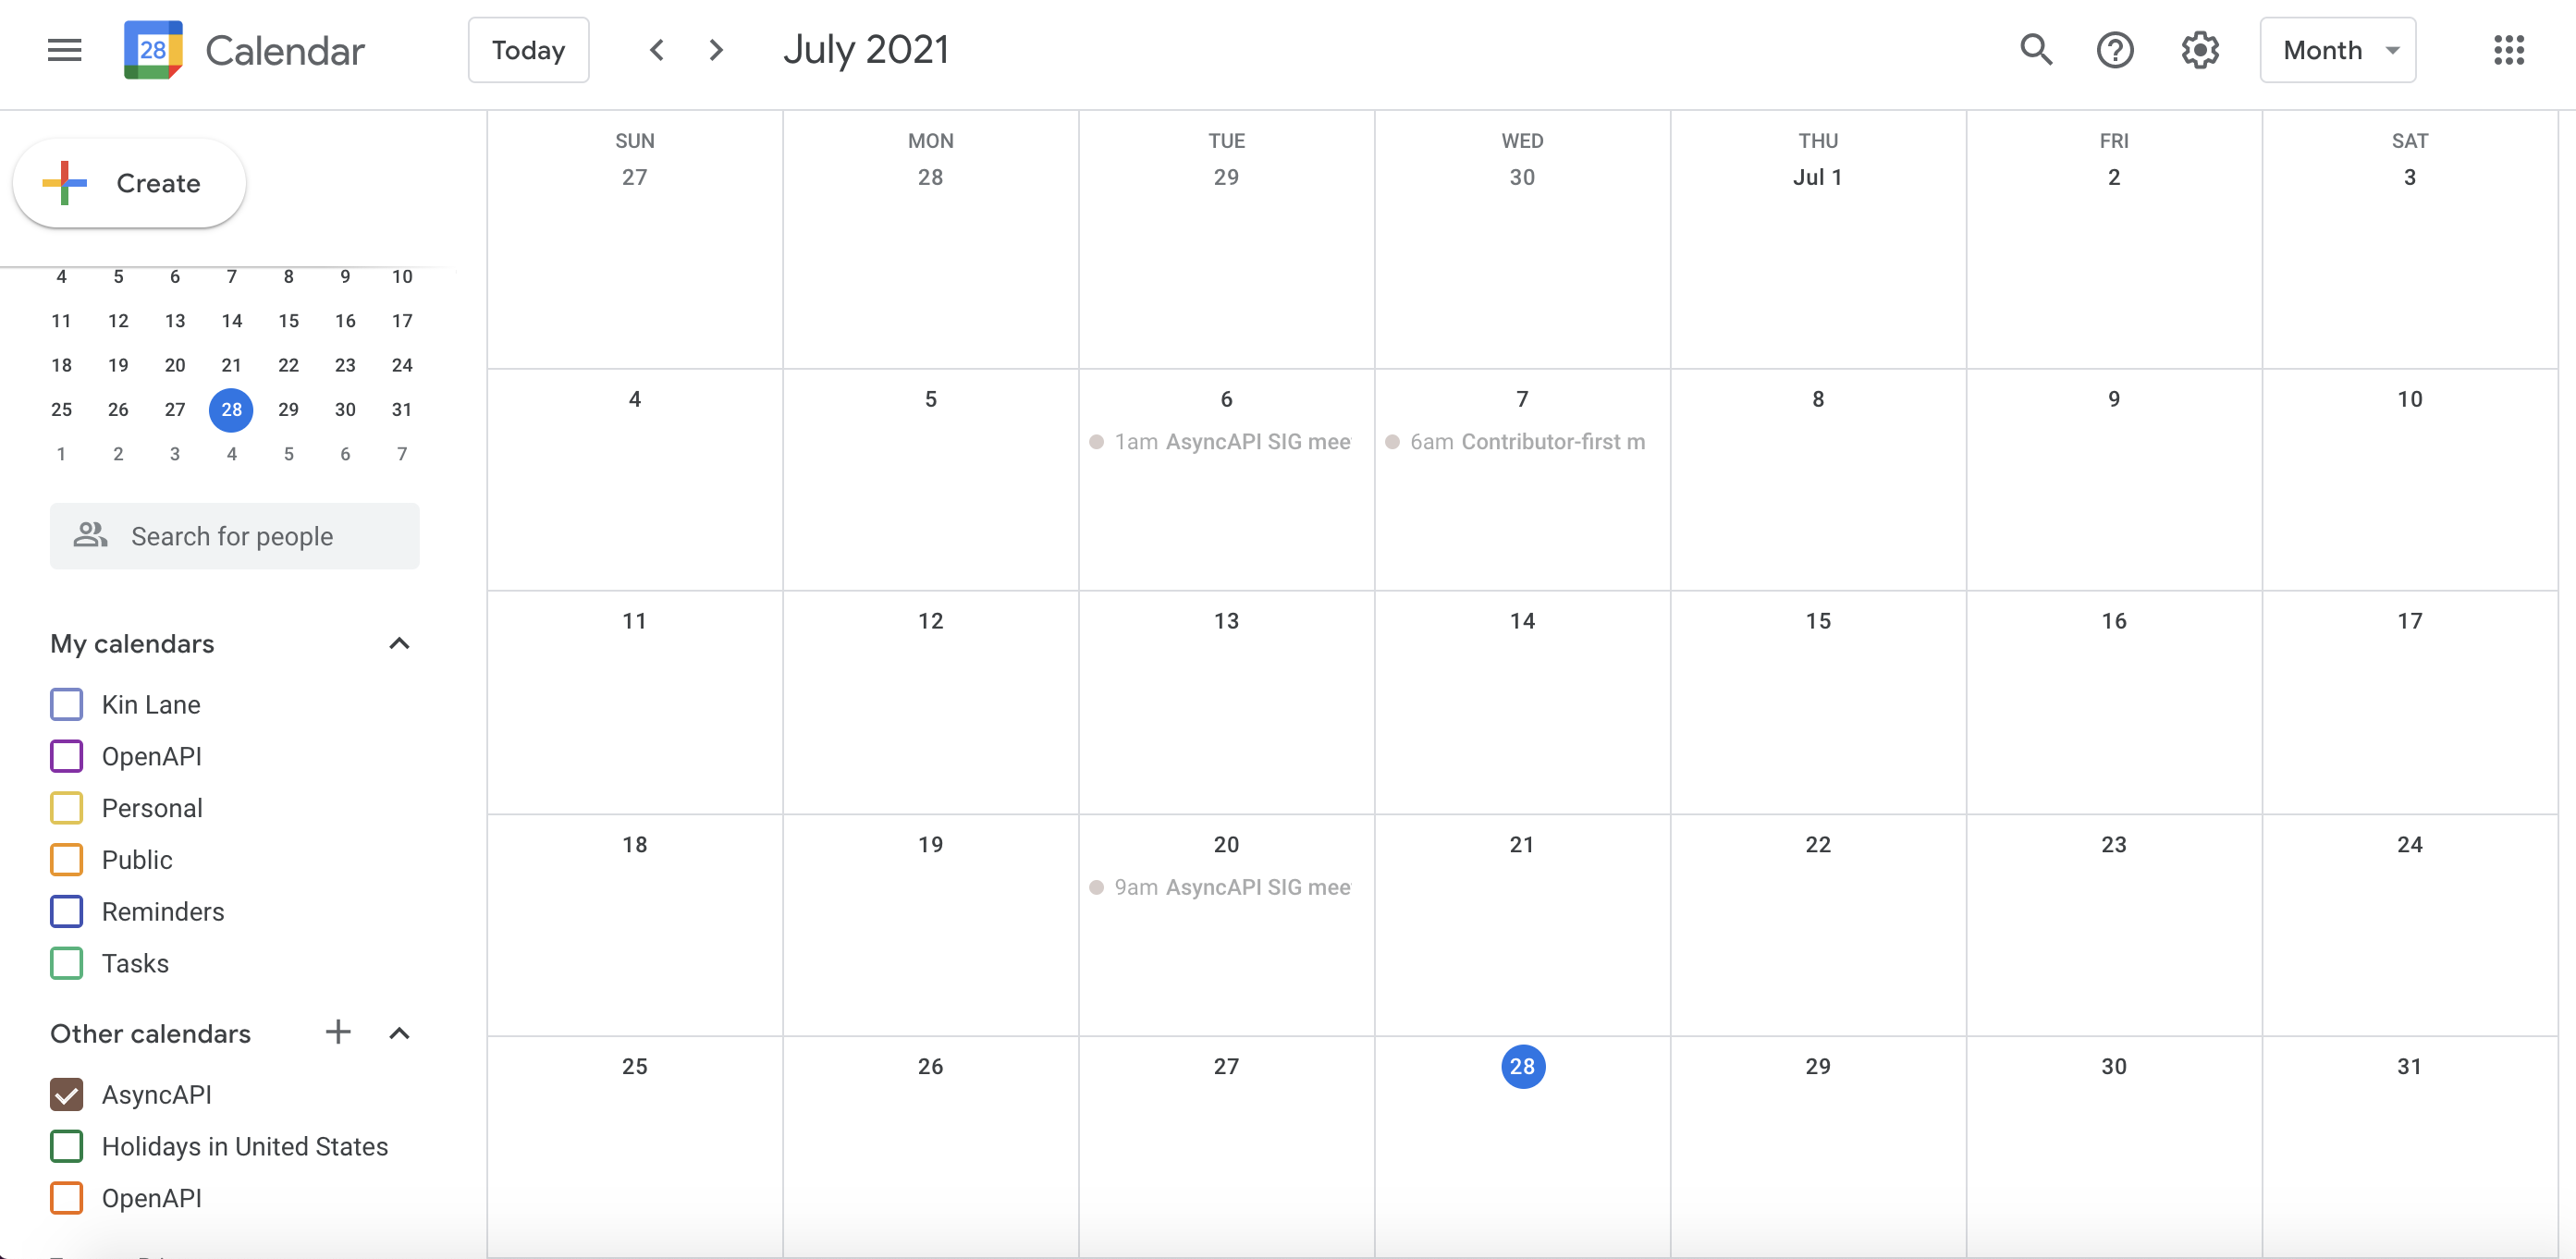 28 Calendar Today July 2021 Month
Create
4 5 6 7 8 9 10
11 12 13 14 15 16 17
18 19 20 21 22 23 24
25 26 27 28 29 30 31
1 2 3 4 5 6 7
Search for people
My calendars
Kin Lane
OpenAPI
Personal
Public
Reminders
Tasks
Other calendars
AsyncAPI
Holidays in United States
OpenAPI
SUN MON TUE WED THU FRI SAT
27 28 29 30 Jul 1 2 3
4 5 6 7 8 9 10
1am AsyncAPI SIG mee 6am Contributor-first m
11 12 13 14 15 16 17
18 19 20 21 22 23 24
9am AsyncAPI SIG mee
25 26 27 28 29 30 31